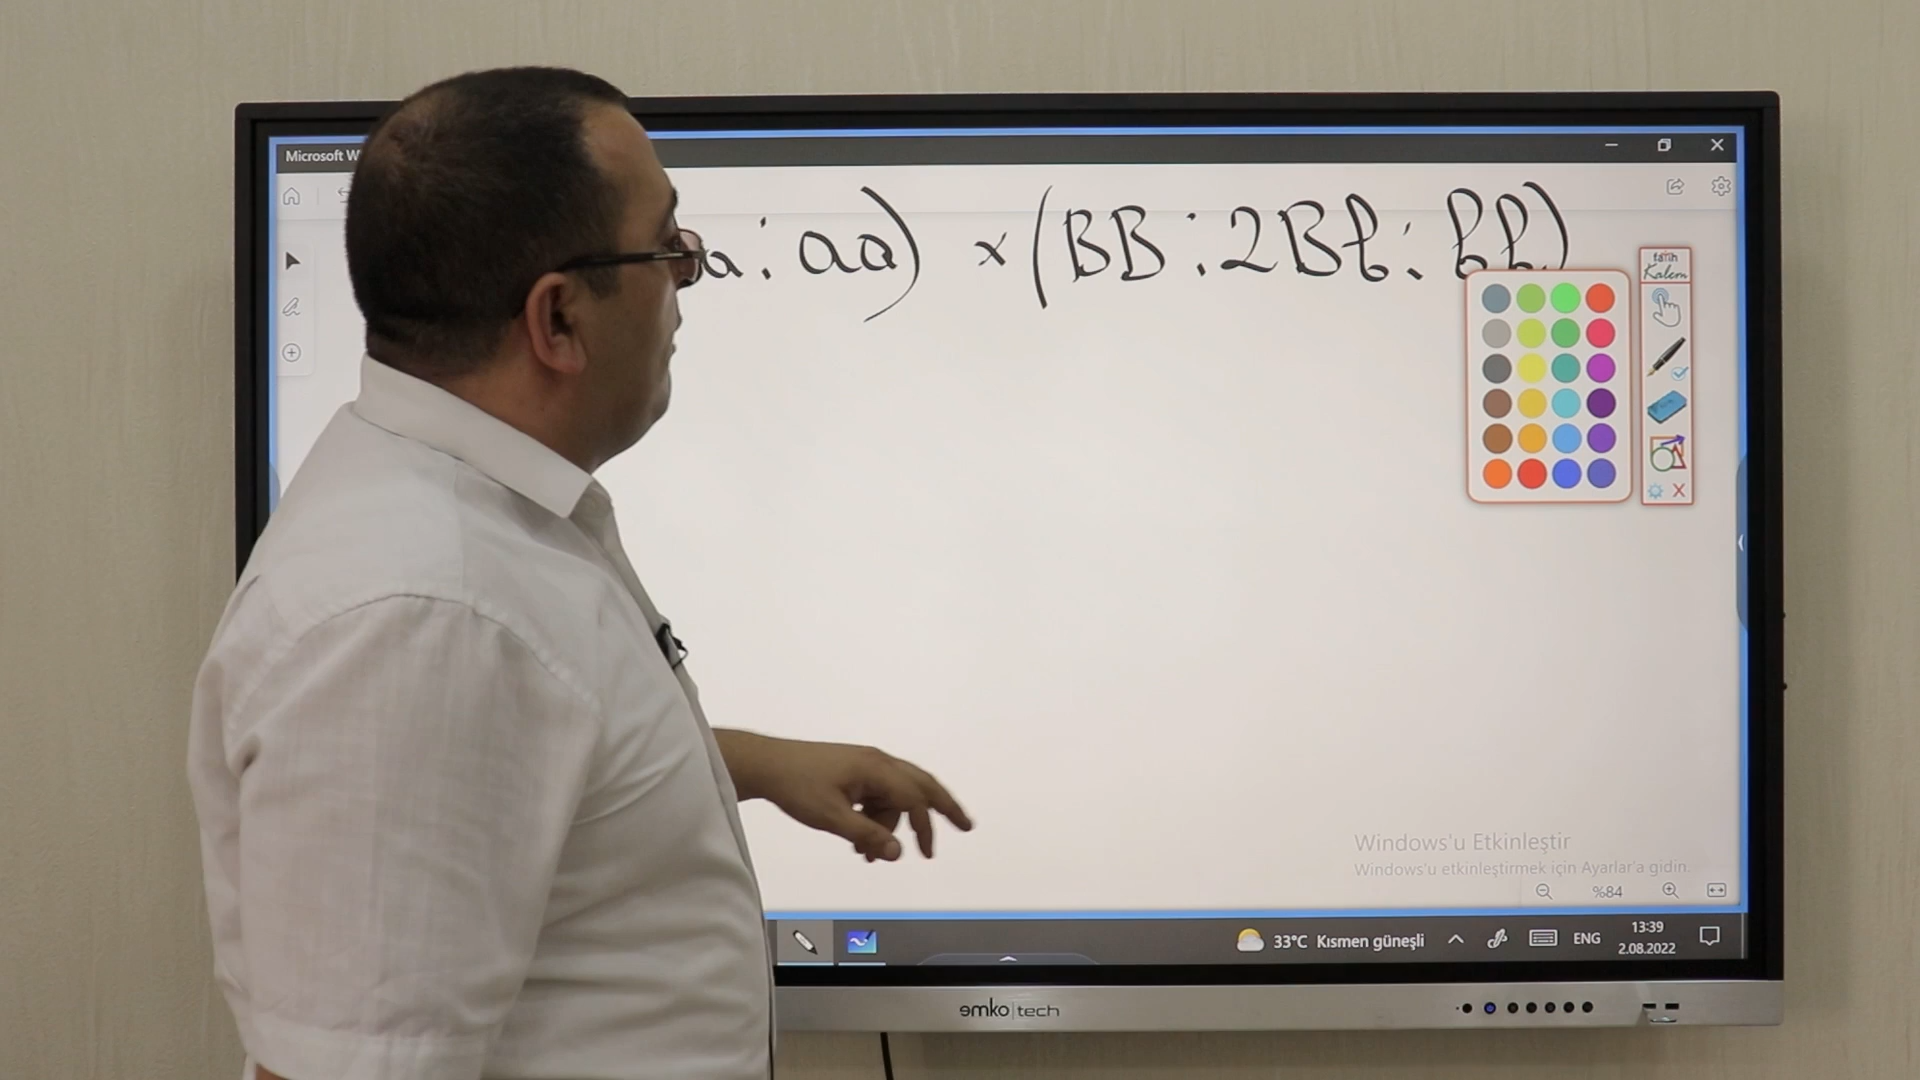 Microsoft W
a : aa) × (BB : 2Bb : bb)
fatih
Kalem
Windows'u Etkinleştir
Windows'u etkinleştirmek için Ayarlar'a gidin.
%84
33°C Kısmen güneşli
ENG
13:39
2.08.2022
emko|tech